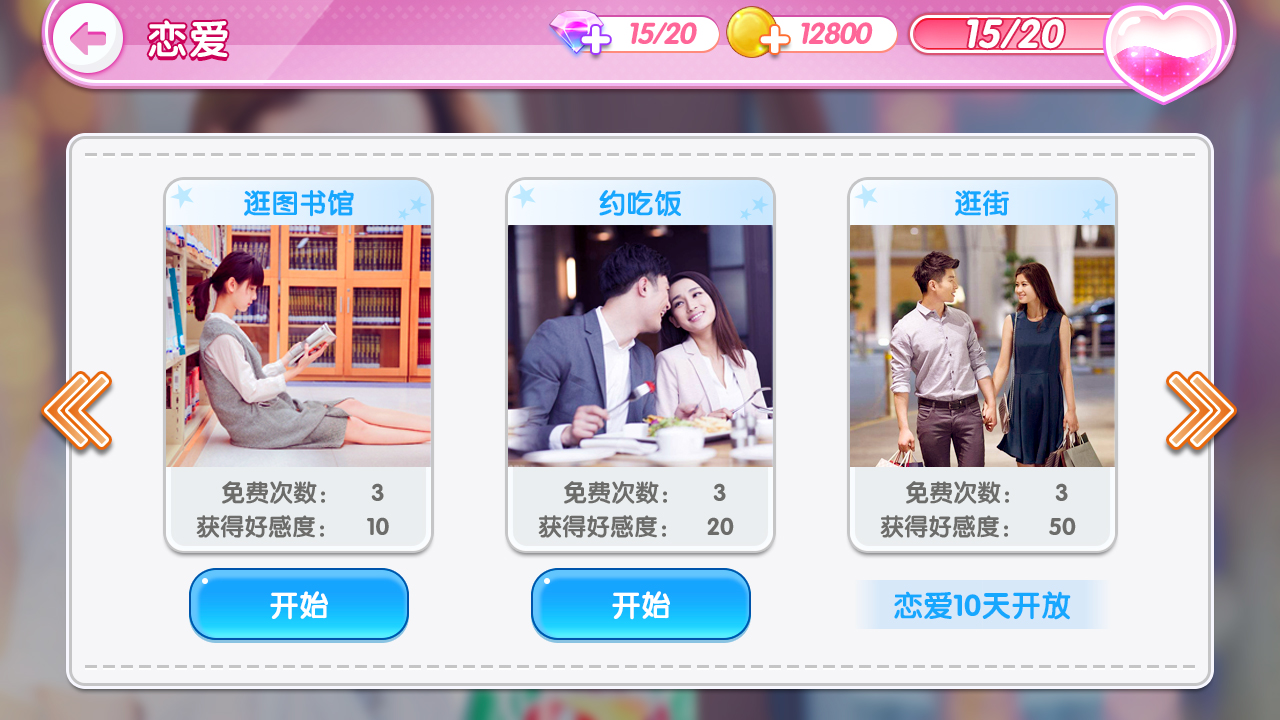 恋爱
15/20
12800
15/20
逛图书馆
约吃饭
逛街
免费次数： 3
获得好感度： 10
免费次数： 3
获得好感度： 20
免费次数： 3
获得好感度： 50
开始
开始
恋爱10天开放